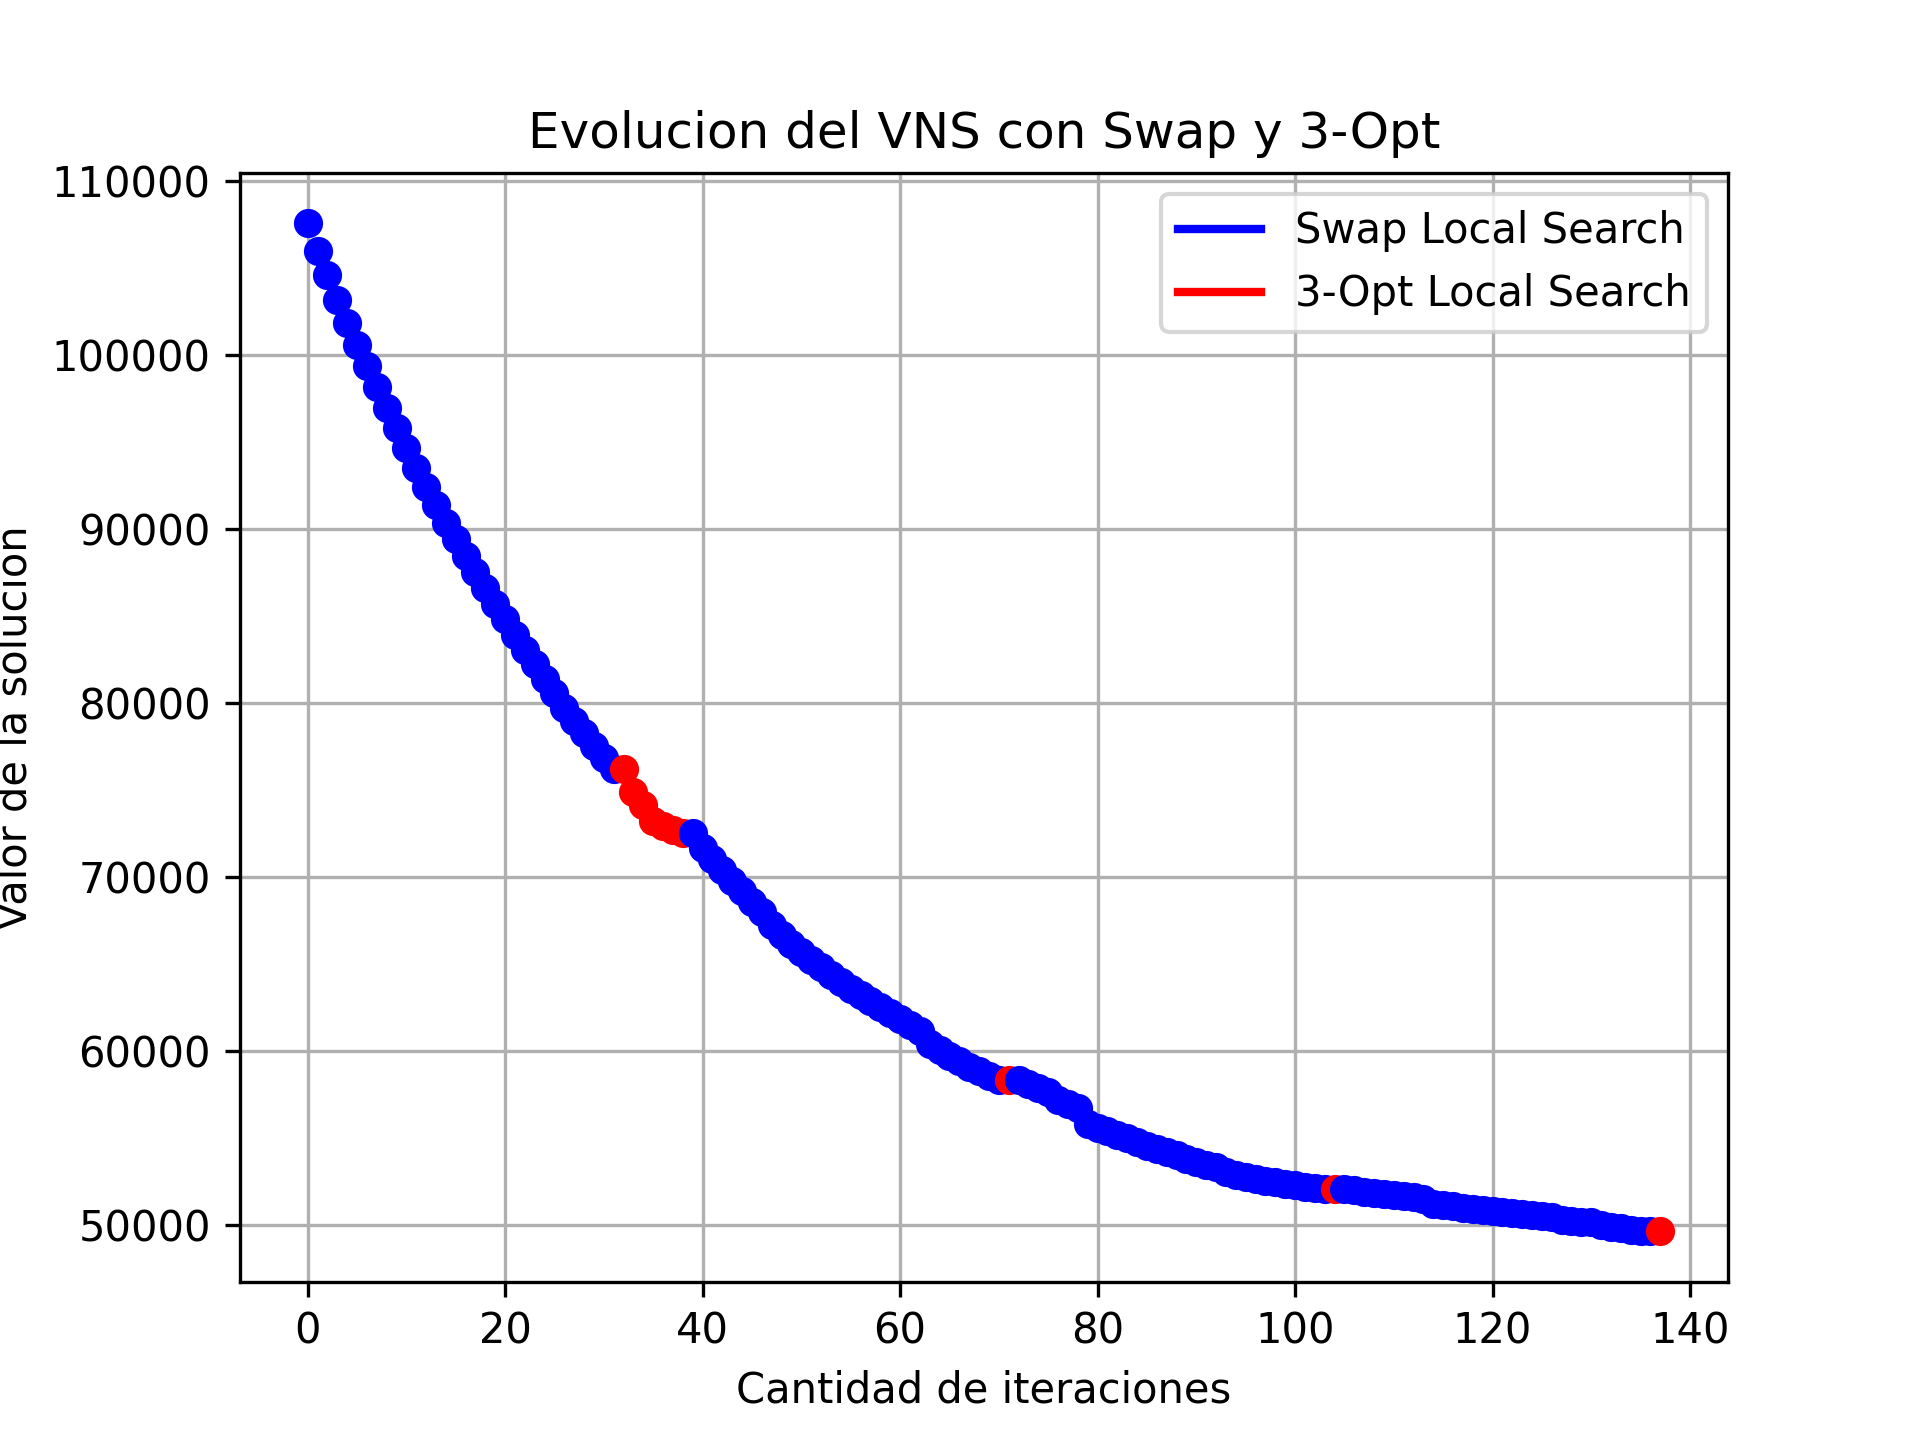 Evolucion del VNS con Swap y 3-Opt
110000
100000
90000
80000
70000
60000
50000
Valor de la solucion
Swap Local Search
3-Opt Local Search
0 20 40 60 80 100 120 140
Cantidad de iteraciones